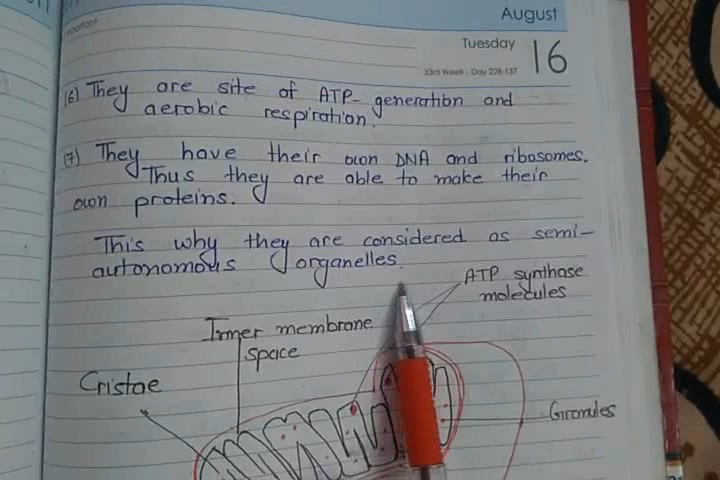 August
Important
Tuesday 16
33rd Week - Day 228-137
(6) They are site of ATP- generation and
aerobic respiration.
(7) They have their own DNA and ribosomes.
Thus they are able to make their
own proteins.
This why they are considered as semi-
autonomous organelles.
ATP synthase
molecules
Inner membrane
space
Cristae
Granules